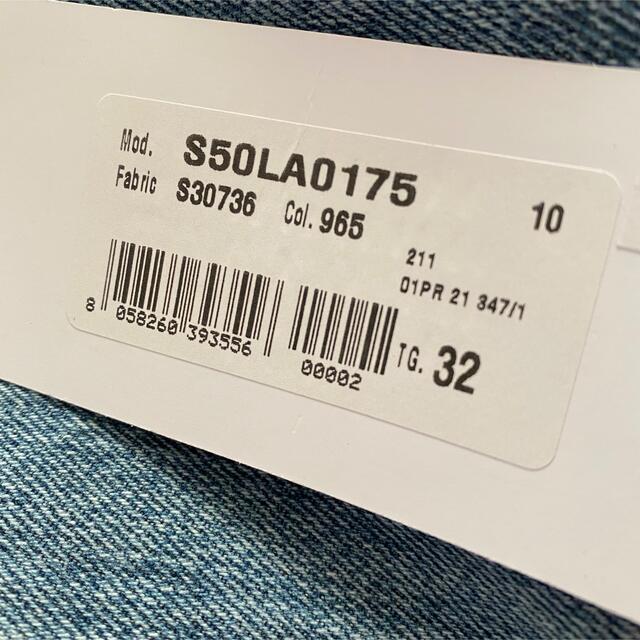 Mod. S50LA0175
10
Fabric S30736 Col. 965
211
01PR 21 347/1
8 058260 393556
00002
TG. 32